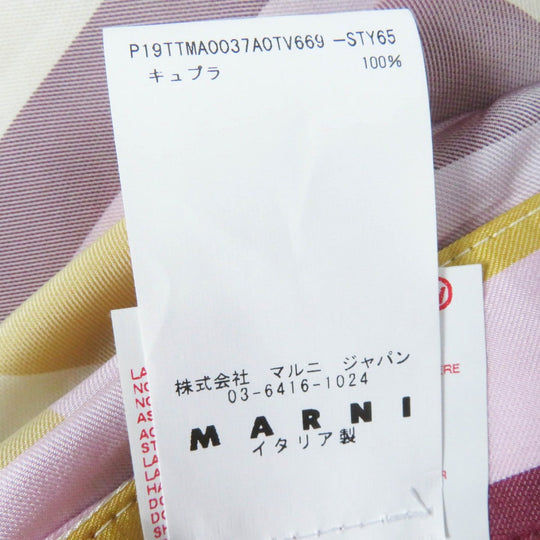 P19TTMA0037A0TV669 -STY65
キュプラ 100%
株式会社 マルニ ジャパン
03-6416-1024
MARNI
イタリア製